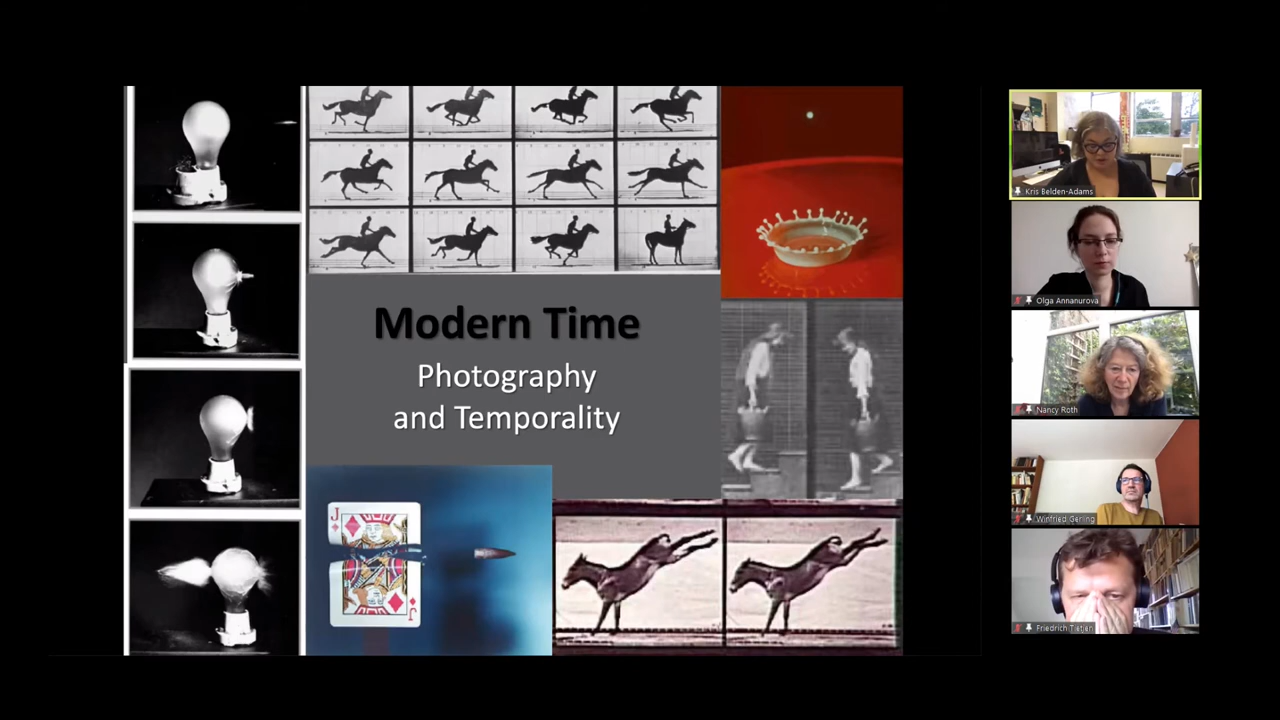 Modern Time
Photography
and Temporality
J
J
Kris Belden-Adams
Olga Annanurova
Nancy Roth
Winfried Gerling
Friedrich Tietjen